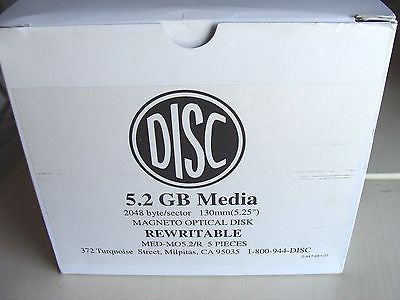 DISC
5.2 GB Media
2048 byte/sector 130mm(5.25")
MAGNETO OPTICAL DISK
REWRITABLE
MED-MO5.2/R 5 PIECES
372 Turquoise Street, Milpitas, CA 95035 1-800-944-DISC